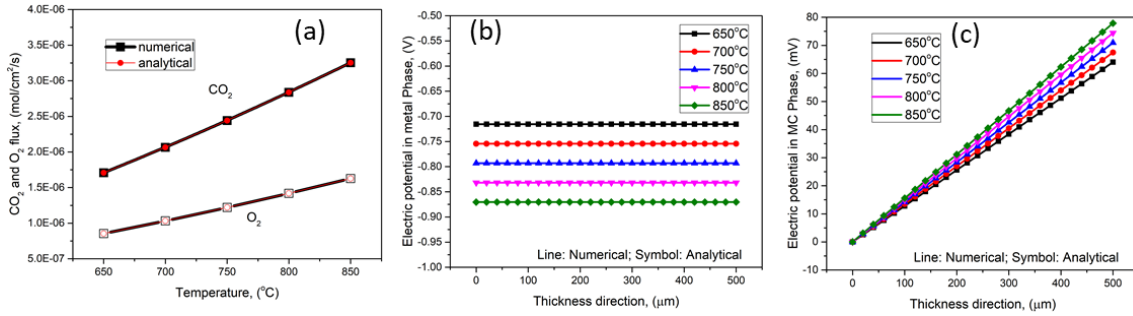 (a)
4.0E-06
3.5E-06
3.0E-06
2.5E-06
2.0E-06
1.5E-06
1.0E-06
5.0E-07
CO2 and O2 flux, (mol/cm²/s)
numerical
analytical
CO2
O2
650 700 750 800 850
Temperature, (°C)
(b)
-0.50
-0.55
-0.60
-0.65
-0.70
-0.75
-0.80
-0.85
-0.90
-0.95
-1.00
Electric potential in metal Phase, (V)
650°C
700°C
750°C
800°C
850°C
Line: Numerical; Symbol: Analytical
0 100 200 300 400 500
Thickness direction, (μm)
(c)
80
70
60
50
40
30
20
10
0
-10
Electric potential in MC Phase, (mV)
650°C
700°C
750°C
800°C
850°C
Line: Numerical; Symbol: Analytical
0 100 200 300 400 500
Thickness direction, (μm)